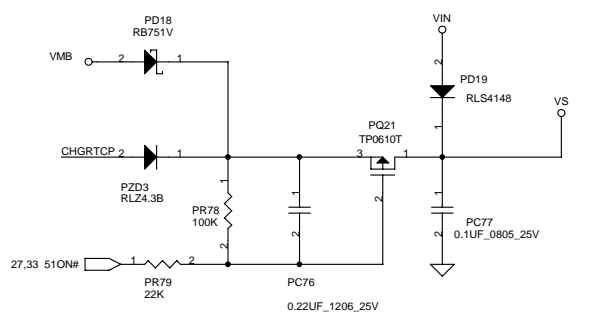 PD18
RB751V
VMB
2
1
VIN
2
PD19
RLS4148
1
VS
CHGRTCP
2
1
PZD3
RLZ4.3B
PQ21
TP0610T
3
1
2
1
PR78
100K
2
1
2
1
2
PC77
0.1UF_0805_25V
27,33 51ON#
1
2
PR79
22K
PC76
0.22UF_1206_25V